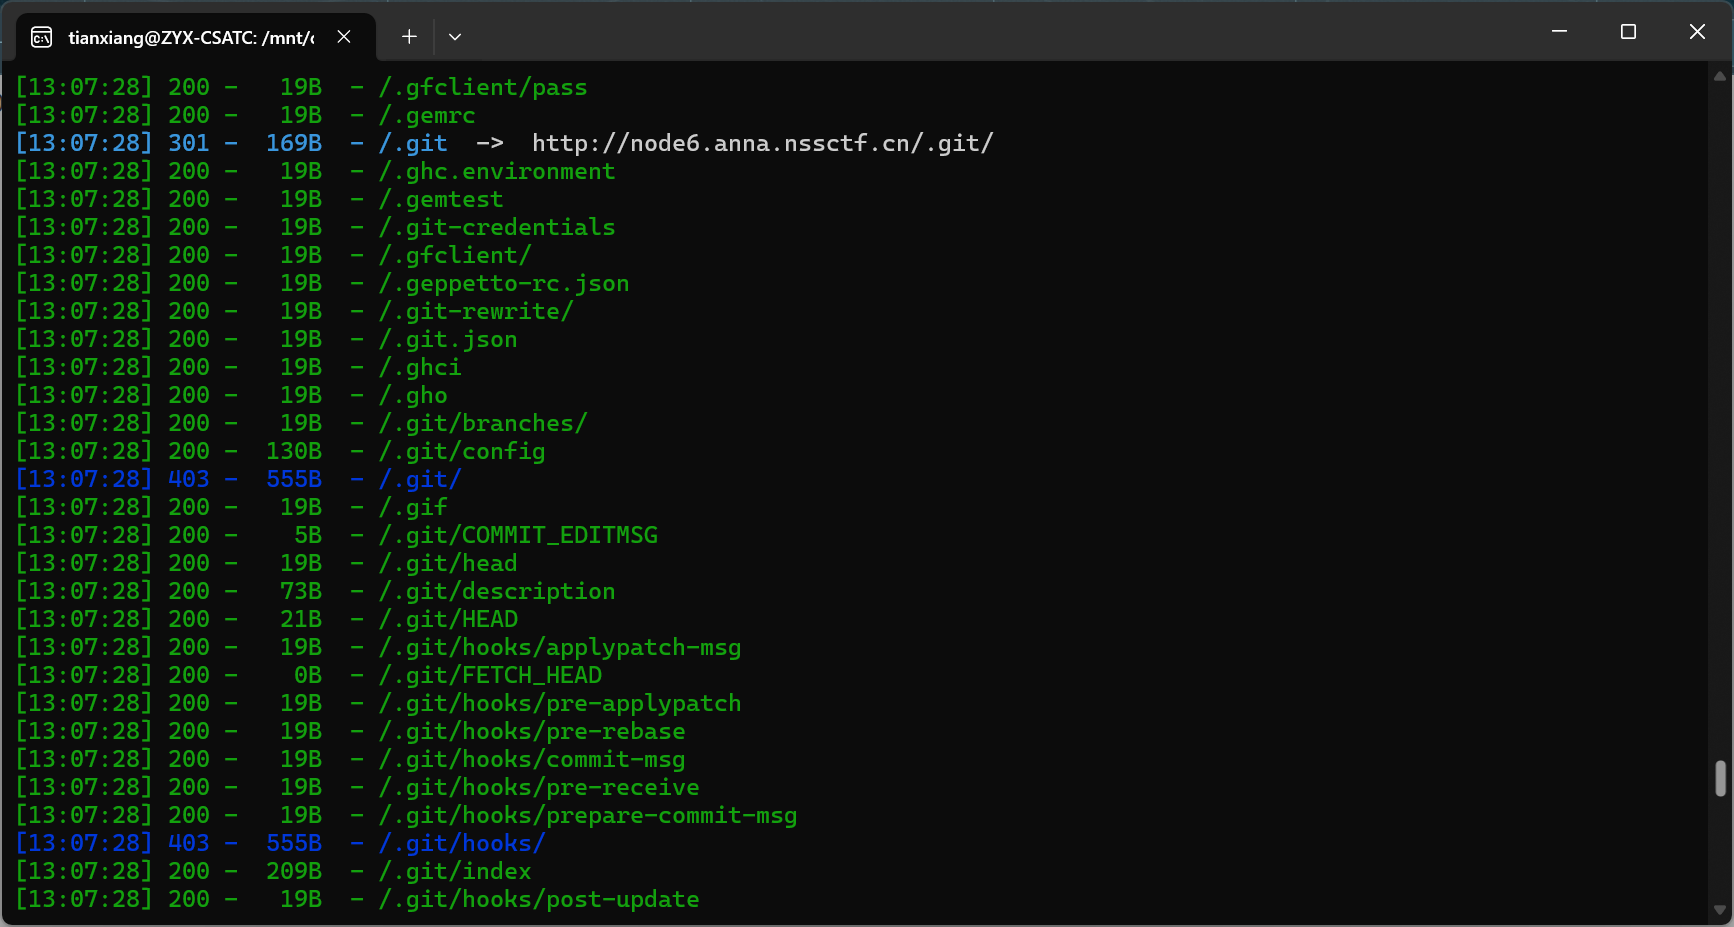 tianxiang@ZYX-CSATC: /mnt/c
[13:07:28] 200 -   19B  - /.gfclient/pass
[13:07:28] 200 -   19B  - /.gemrc
[13:07:28] 301 -  169B  - /.git  ->  http://node6.anna.nssctf.cn/.git/
[13:07:28] 200 -   19B  - /.ghc.environment
[13:07:28] 200 -   19B  - /.gemtest
[13:07:28] 200 -   19B  - /.git-credentials
[13:07:28] 200 -   19B  - /.gfclient/
[13:07:28] 200 -   19B  - /.geppetto-rc.json
[13:07:28] 200 -   19B  - /.git-rewrite/
[13:07:28] 200 -   19B  - /.git.json
[13:07:28] 200 -   19B  - /.ghci
[13:07:28] 200 -   19B  - /.gho
[13:07:28] 200 -   19B  - /.git/branches/
[13:07:28] 200 -  130B  - /.git/config
[13:07:28] 403 -  555B  - /.git/
[13:07:28] 200 -   19B  - /.gif
[13:07:28] 200 -    5B  - /.git/COMMIT_EDITMSG
[13:07:28] 200 -   19B  - /.git/head
[13:07:28] 200 -   73B  - /.git/description
[13:07:28] 200 -   21B  - /.git/HEAD
[13:07:28] 200 -   19B  - /.git/hooks/applypatch-msg
[13:07:28] 200 -    0B  - /.git/FETCH_HEAD
[13:07:28] 200 -   19B  - /.git/hooks/pre-applypatch
[13:07:28] 200 -   19B  - /.git/hooks/pre-rebase
[13:07:28] 200 -   19B  - /.git/hooks/commit-msg
[13:07:28] 200 -   19B  - /.git/hooks/pre-receive
[13:07:28] 200 -   19B  - /.git/hooks/prepare-commit-msg
[13:07:28] 403 -  555B  - /.git/hooks/
[13:07:28] 200 -  209B  - /.git/index
[13:07:28] 200 -   19B  - /.git/hooks/post-update